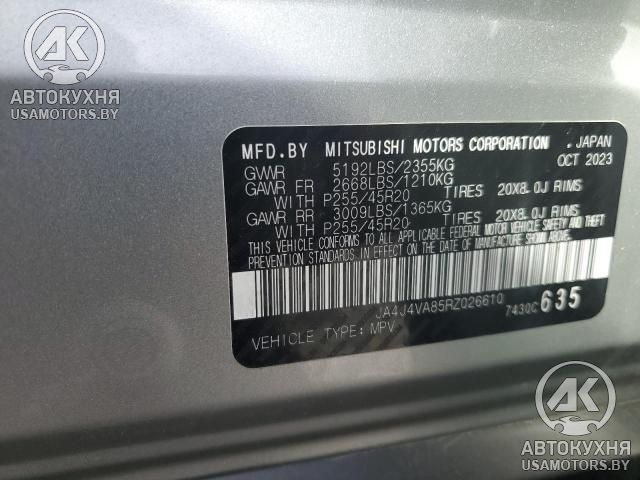 AK
АВТОКУХНЯ
USAMOTORS.BY
MFD.BY MITSUBISHI MOTORS CORPORATION , JAPAN
GVWR 5192LBS/2355KG OCT 2023
GAWR FR 2668LBS/1210KG
WITH P255/45R20 TIRES 20X8.0J RIMS
GAWR RR 3009LBS/1365KG
WITH P255/45R20 TIRES 20X8.0J RIMS
THIS VEHICLE CONFORMS TO ALL APPLICABLE FEDERAL MOTOR VEHICLE SAFETY AND THEFT
PREVENTION STANDARDS IN EFFECT ON THE DATE OF MANUFACTURE SHOWN ABOVE.
JA4J4VA85RZ026610
7430C 635
VEHICLE TYPE: MPV
AK
АВТОКУХНЯ
USAMOTORS.BY